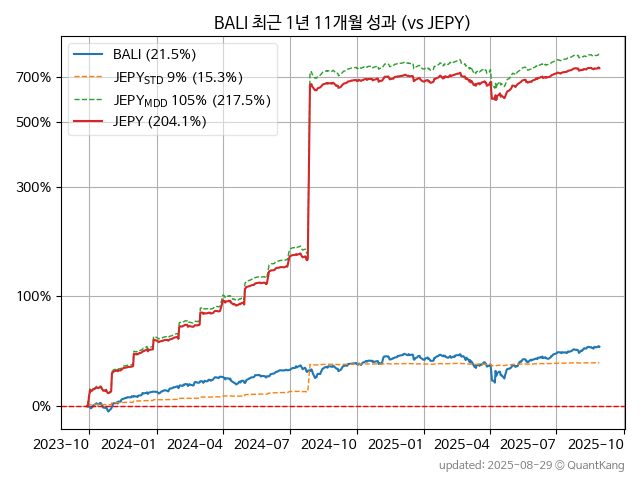 BALI 최근 1년 11개월 성과 (vs JEPY)
BALI (21.5%)
JEPYSTD 9% (15.3%)
JEPYMDD 105% (217.5%)
JEPY (204.1%)
700%
500%
300%
100%
0%
2023-10 2024-01 2024-04 2024-07 2024-10 2025-01 2025-04 2025-07 2025-10
updated: 2025-08-29 © QuantKang